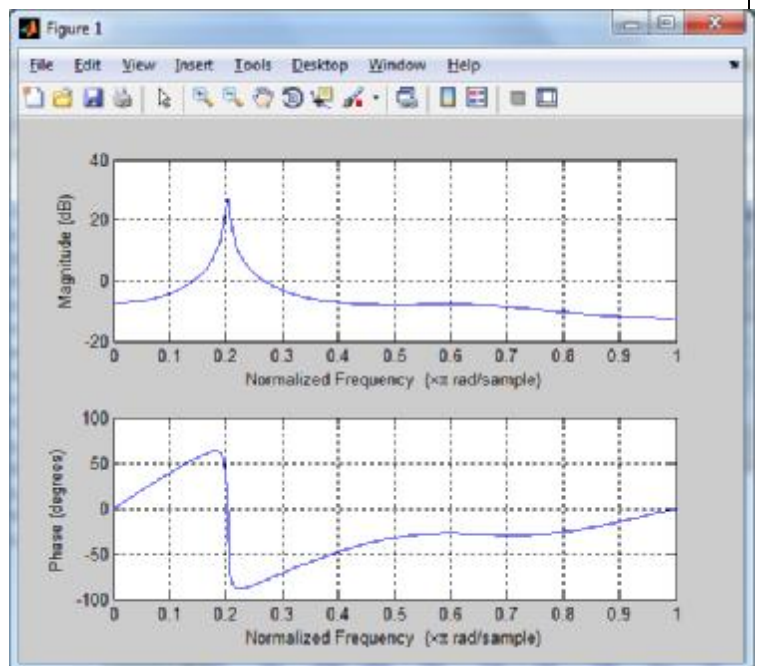 Figure 1
File Edit View Insert Tools Desktop Window Help
40
20
0
-20
Magnitude (dB)
0 0.1 0.2 0.3 0.4 0.5 0.6 0.7 0.8 0.9 1
Normalized Frequency (×π rad/sample)
100
50
0
-50
-100
Phase (degrees)
0 0.1 0.2 0.3 0.4 0.5 0.6 0.7 0.8 0.9 1
Normalized Frequency (×π rad/sample)